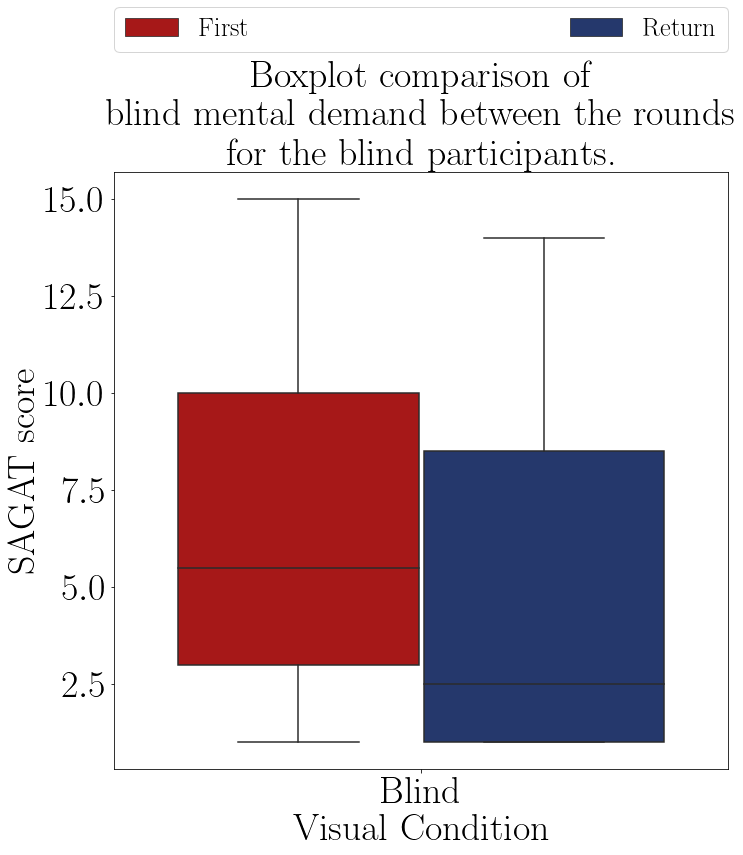 First
Return
Boxplot comparison of
blind mental demand between the rounds
for the blind participants.
15.0
12.5
10.0
7.5
5.0
2.5
SAGAT score
Blind
Visual Condition